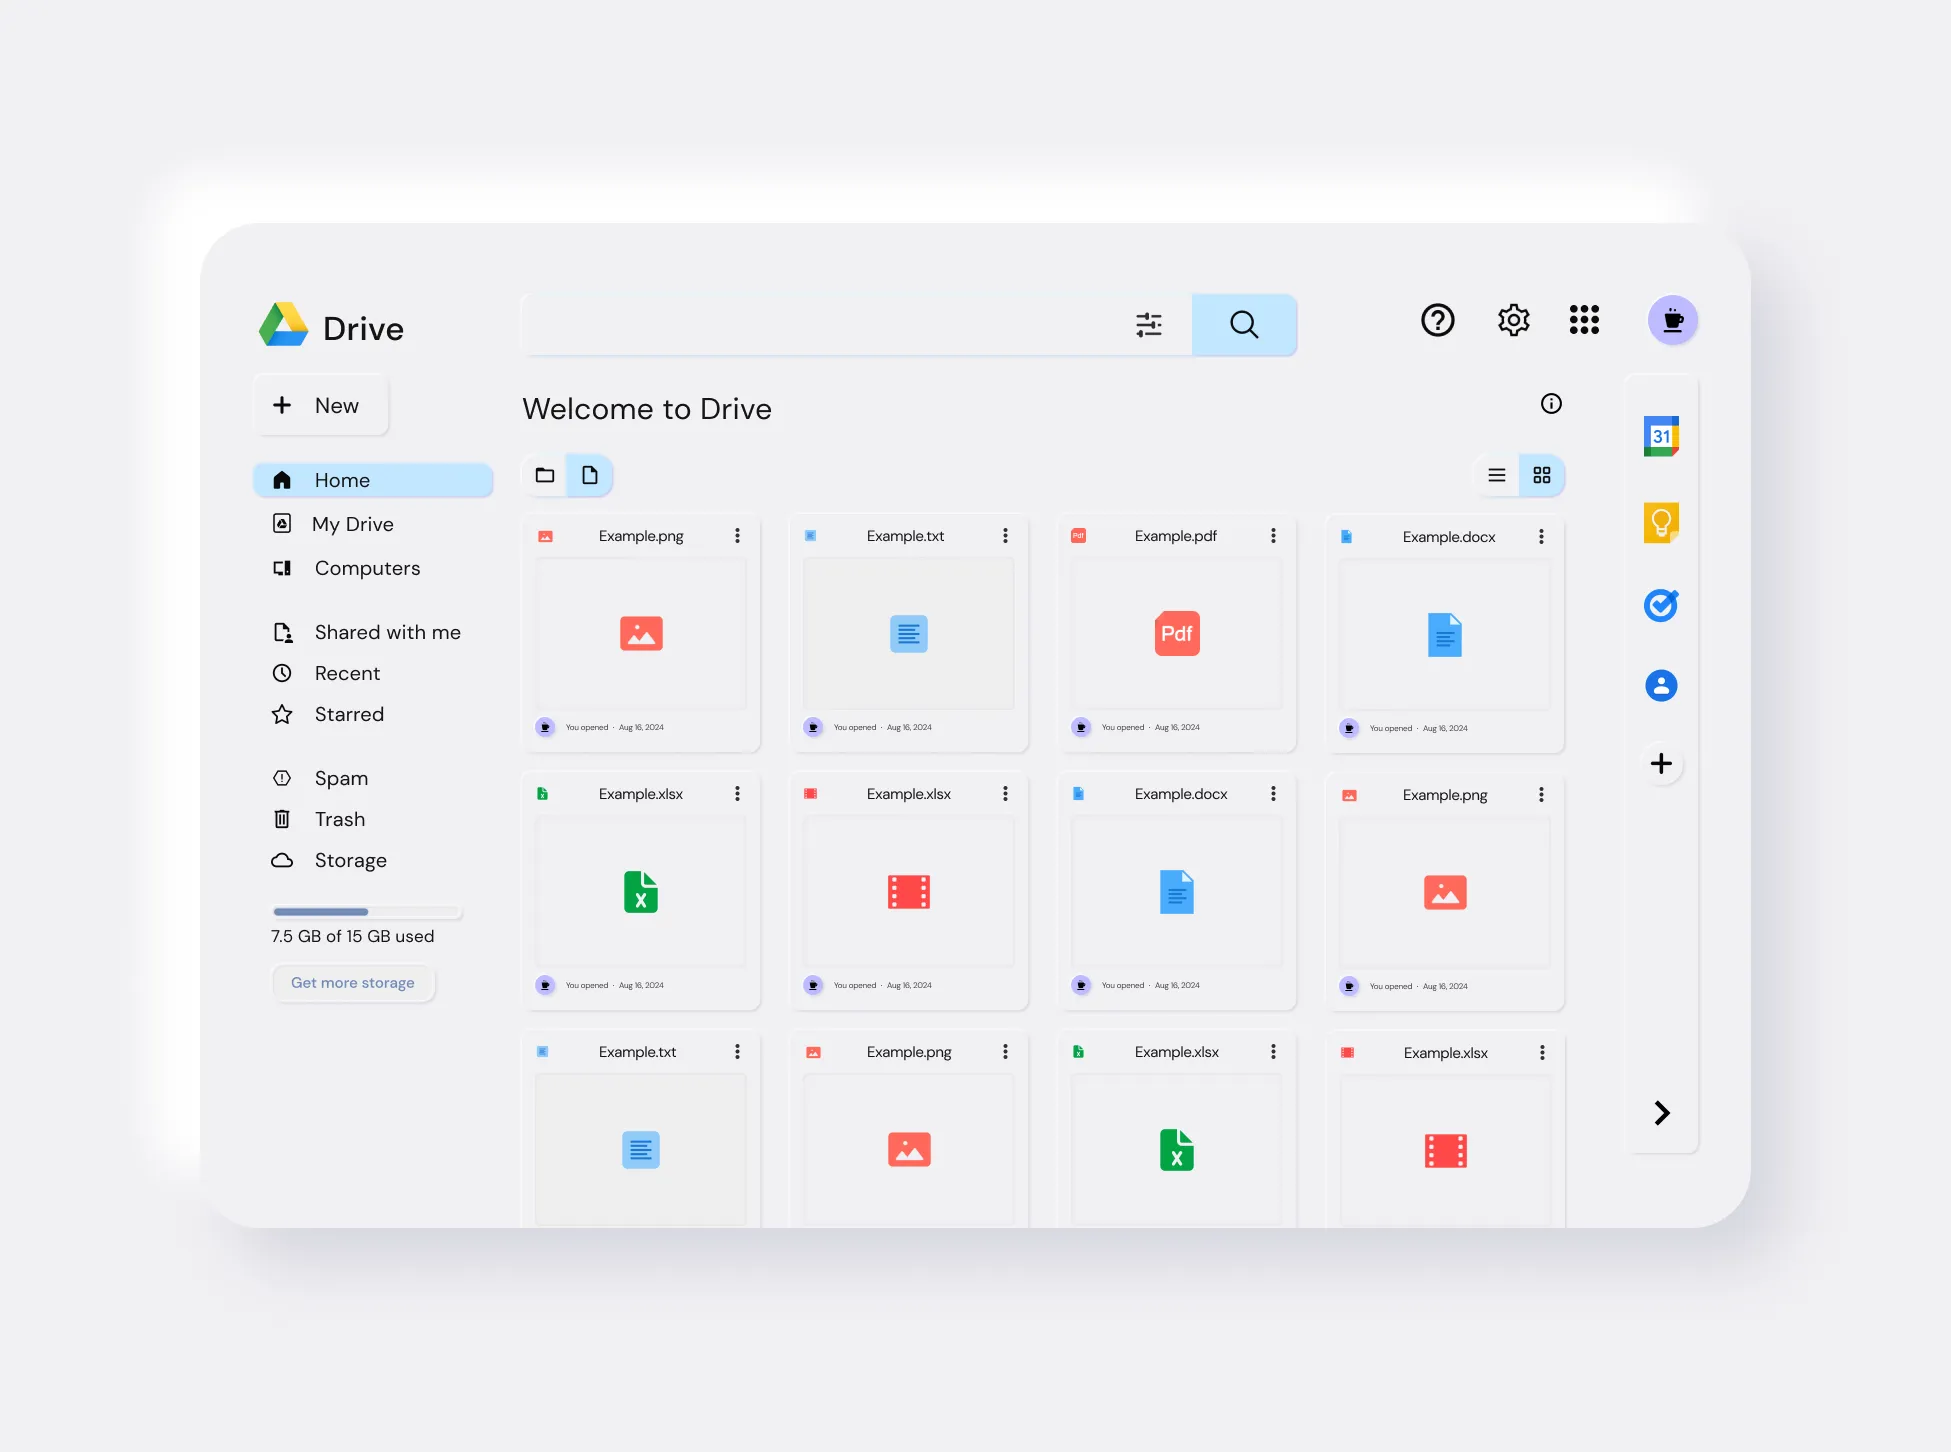 Drive
New
Welcome to Drive
31
Home
My Drive
Computers
Shared with me
Recent
Starred
Spam
Trash
Storage
7.5 GB of 15 GB used
Get more storage
Example.png
Example.txt
Pdf
Example.pdf
Example.docx
Pdf
You opened · Aug 16, 2024
You opened · Aug 16, 2024
You opened · Aug 16, 2024
You opened · Aug 16, 2024
X
Example.xlsx
Example.xlsx
Example.docx
Example.png
X
You opened · Aug 16, 2024
You opened · Aug 16, 2024
You opened · Aug 16, 2024
You opened · Aug 16, 2024
Example.txt
Example.png
X
Example.xlsx
Example.xlsx
X